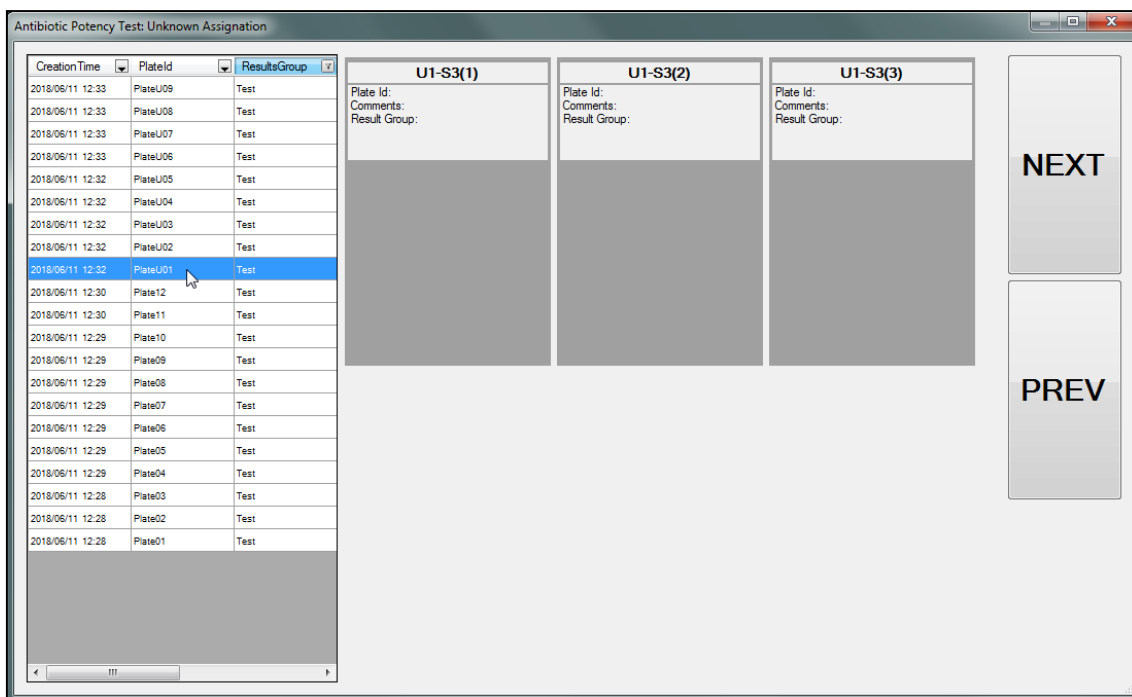 Antibiotic Potency Test: Unknown Assignation
CreationTime PlateId ResultsGroup
2018/06/11 12:33 PlateU09 Test
2018/06/11 12:33 PlateU08 Test
2018/06/11 12:33 PlateU07 Test
2018/06/11 12:33 PlateU06 Test
2018/06/11 12:32 PlateU05 Test
2018/06/11 12:32 PlateU04 Test
2018/06/11 12:32 PlateU03 Test
2018/06/11 12:32 PlateU02 Test
2018/06/11 12:32 PlateU01 Test
2018/06/11 12:30 Plate12 Test
2018/06/11 12:30 Plate11 Test
2018/06/11 12:29 Plate10 Test
2018/06/11 12:29 Plate09 Test
2018/06/11 12:29 Plate08 Test
2018/06/11 12:29 Plate07 Test
2018/06/11 12:29 Plate06 Test
2018/06/11 12:29 Plate05 Test
2018/06/11 12:29 Plate04 Test
2018/06/11 12:28 Plate03 Test
2018/06/11 12:28 Plate02 Test
2018/06/11 12:28 Plate01 Test
U1-S3(1)
Plate Id:
Comments:
Result Group:
U1-S3(2)
Plate Id:
Comments:
Result Group:
U1-S3(3)
Plate Id:
Comments:
Result Group:
NEXT
PREV